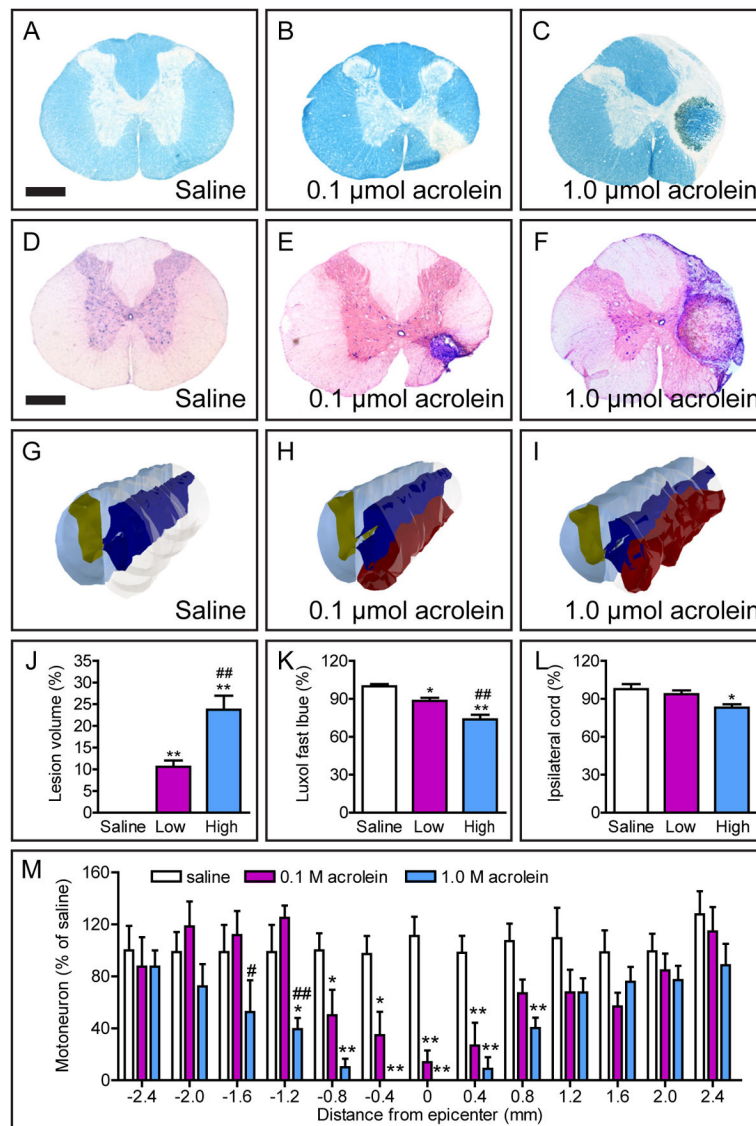 A
Saline
B
0.1 µmol acrolein
C
1.0 µmol acrolein
D
Saline
E
0.1 µmol acrolein
F
1.0 µmol acrolein
G
Saline
H
0.1 µmol acrolein
I
1.0 µmol acrolein
J
Lesion volume (%)
35
30
25
20
15
10
5
0
**
##
**
Saline Low High
K
Luxol fast lbue (%)
120
90
60
30
0
*
##
**
Saline Low High
L
Ipsilateral cord (%)
120
90
60
30
0
*
Saline Low High
M
Motoneuron (% of saline)
160
120
80
40
0
saline 0.1 M acrolein 1.0 M acrolein
#
##
*
*
**
*
**
**
**
**
**
**
-2.4 -2.0 -1.6 -1.2 -0.8 -0.4 0 0.4 0.8 1.2 1.6 2.0 2.4
Distance from epicenter (mm)